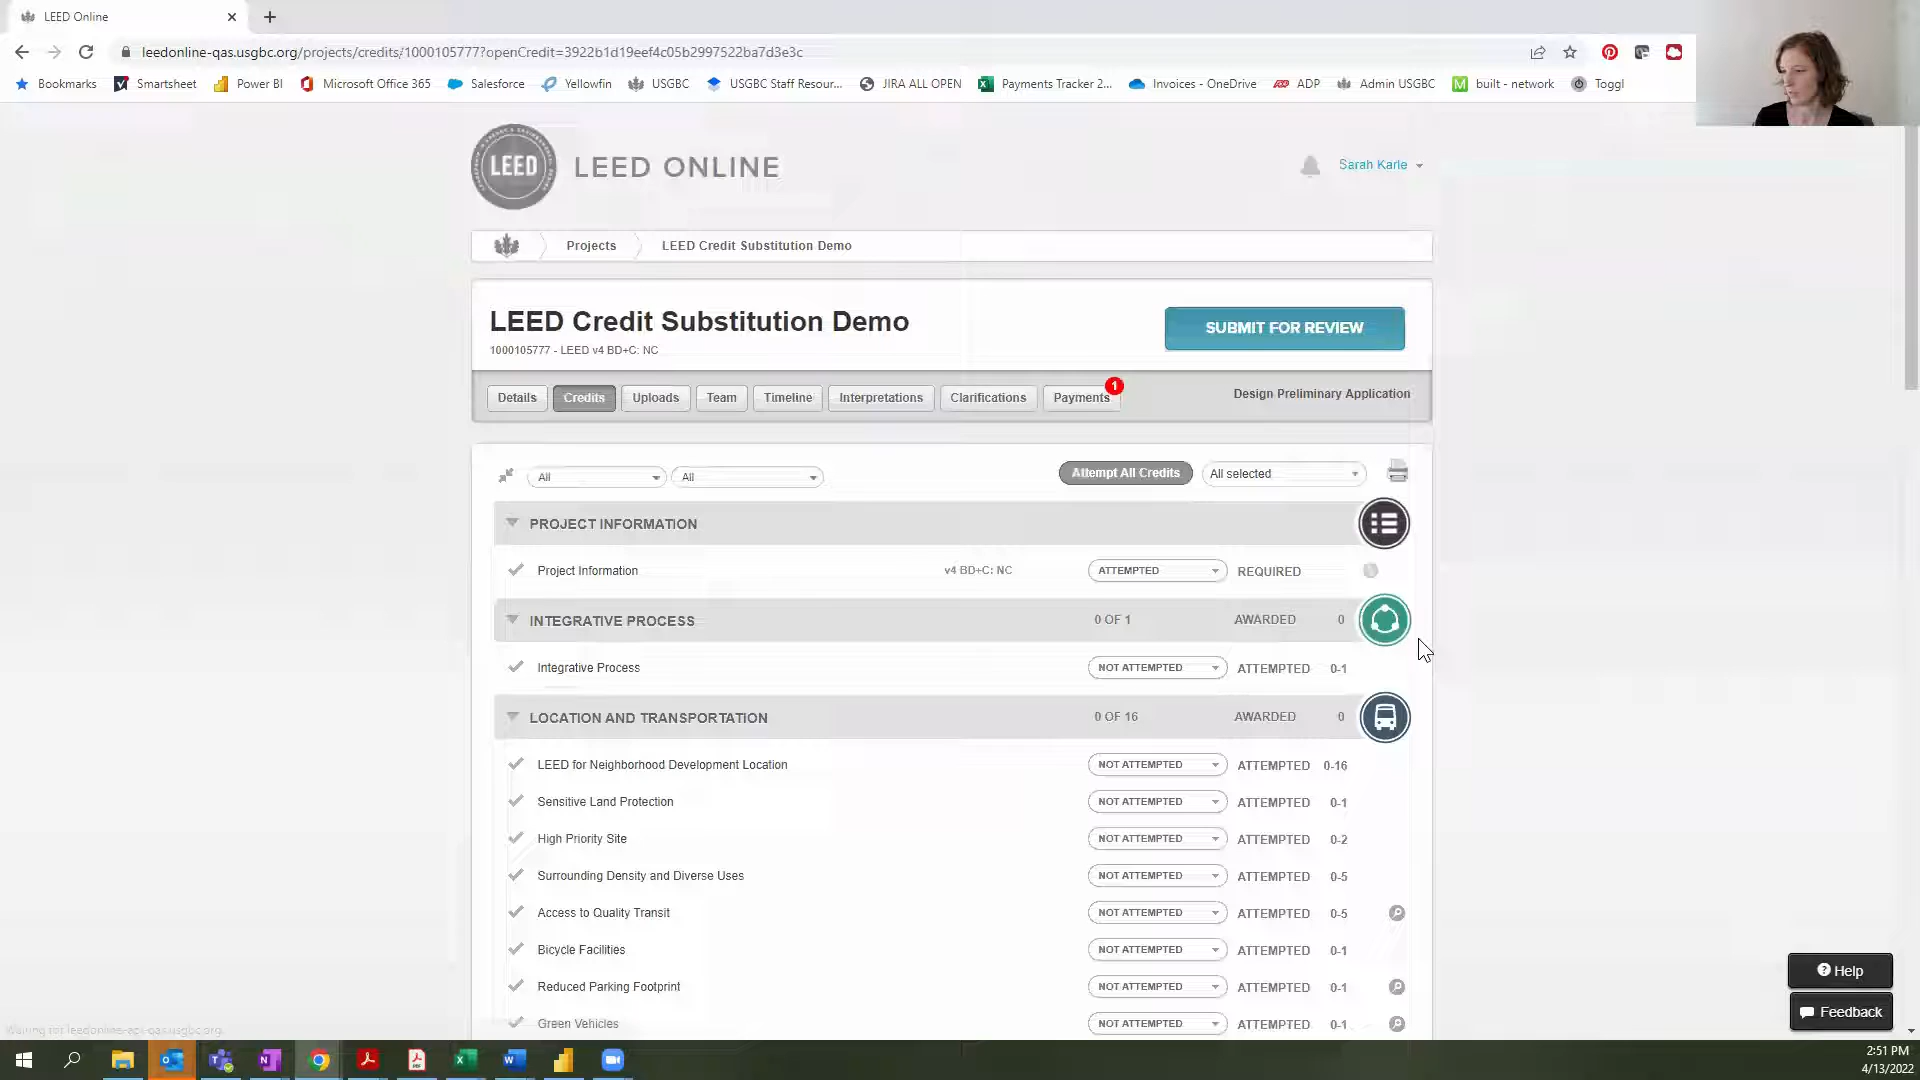 LEED Online
leedonline-qas.usgbc.org/projects/credits/1000105777?openCredit=3922b1d19eef4c05b2997522ba7d3e3c
Bookmarks Smartsheet Power BI Microsoft Office 365 Salesforce Yellowfin USGBC USGBC Staff Resour... JIRA ALL OPEN Payments Tracker 2... Invoices - OneDrive ADP Admin USGBC built - network Toggl
LEED LEED ONLINE
Sarah Karle
Projects LEED Credit Substitution Demo
LEED Credit Substitution Demo
SUBMIT FOR REVIEW
1000105777 - LEED v4 BD+C: NC
Details Credits Uploads Team Timeline Interpretations Clarifications Payments 1 Design Preliminary Application
All All Attempt All Credits All selected
PROJECT INFORMATION
Project Information v4 BD+C: NC ATTEMPTED REQUIRED
INTEGRATIVE PROCESS 0 OF 1 AWARDED 0
Integrative Process NOT ATTEMPTED ATTEMPTED 0-1
LOCATION AND TRANSPORTATION 0 OF 16 AWARDED 0
LEED for Neighborhood Development Location NOT ATTEMPTED ATTEMPTED 0-16
Sensitive Land Protection NOT ATTEMPTED ATTEMPTED 0-1
High Priority Site NOT ATTEMPTED ATTEMPTED 0-2
Surrounding Density and Diverse Uses NOT ATTEMPTED ATTEMPTED 0-5
Access to Quality Transit NOT ATTEMPTED ATTEMPTED 0-5
Bicycle Facilities NOT ATTEMPTED ATTEMPTED 0-1
Help
Reduced Parking Footprint NOT ATTEMPTED ATTEMPTED 0-1
Feedback
Green Vehicles NOT ATTEMPTED ATTEMPTED 0-1
Waiting for leedonline-api-qas.usgbc.org...
2:51 PM
4/13/2022